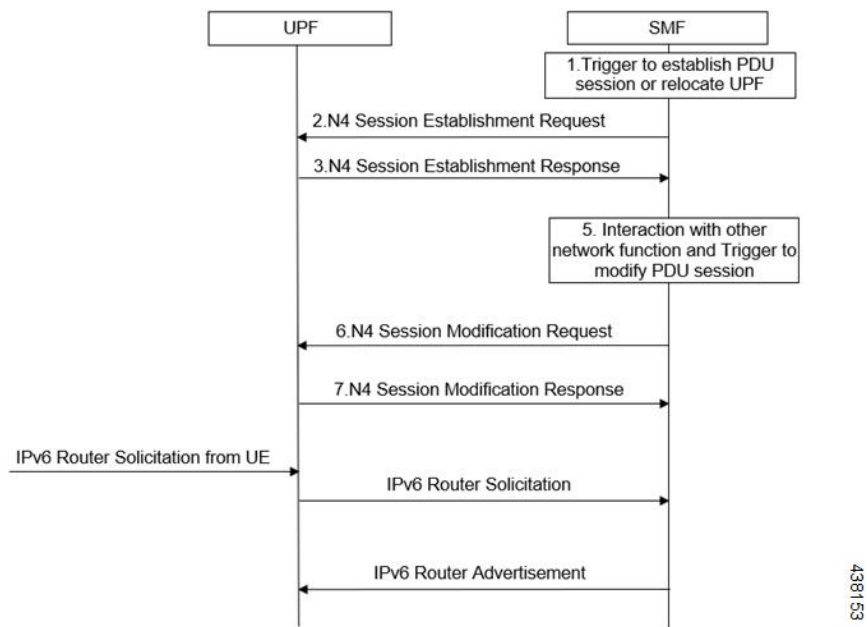 UPF
SMF
1.Trigger to establish PDU
session or relocate UPF
2.N4 Session Establishment Request
3.N4 Session Establishment Response
5. Interaction with other
network function and Trigger to
modify PDU session
6.N4 Session Modification Request
7.N4 Session Modification Response
IPv6 Router Solicitation from UE
IPv6 Router Solicitation
IPv6 Router Advertisement
438153